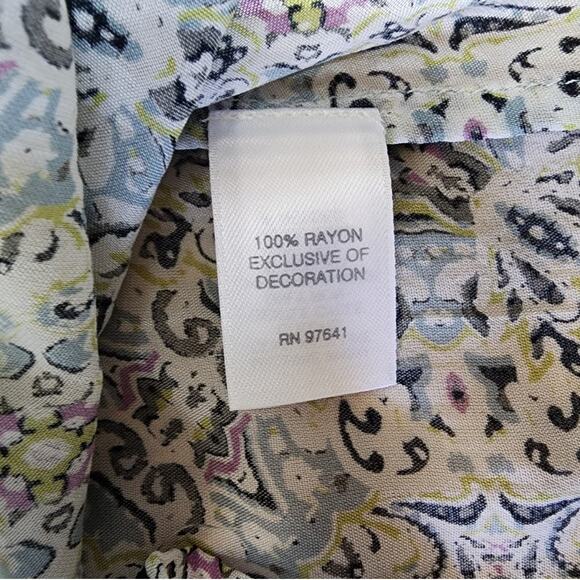 100% RAYON
EXCLUSIVE OF
DECORATION
RN 97641